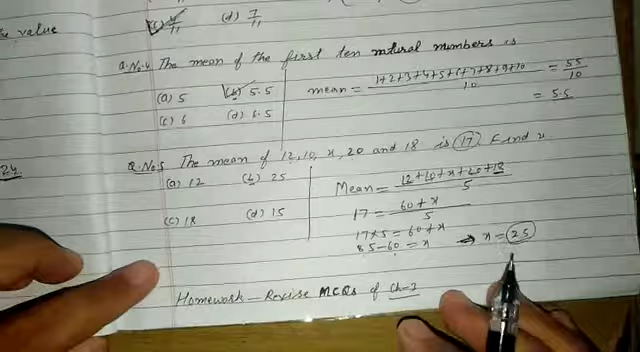 (c) 4/11 (d) 7/11
value
Q.No.4 The mean of the first ten natural numbers is
(a) 5 (b) 5.5
(c) 6 (d) 6.5
mean = 1+2+3+4+5+6+7+8+9+10/10 = 55/10
= 5.5
24
Q.No.5 The mean of 12, 10, x, 20 and 18 is 17. Find x.
(a) 12 (b) 25
(c) 18 (d) 15
Mean = 12+10+x+20+18/5
17 = 60+x/5
17×5 = 60+x
85-60 = x → x = 25
Homework - Revise MCQs of Ch-2